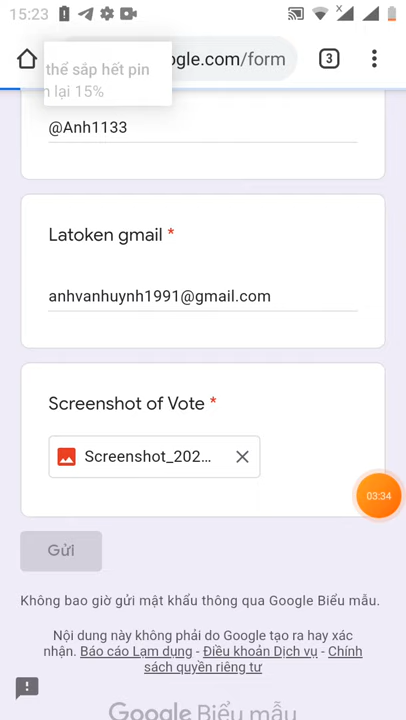 15:23
thể sắp hết pin
n lại 15%
ogle.com/form
3
@Anh1133
Latoken gmail *
anhvanhuynh1991@gmail.com
Screenshot of Vote *
Screenshot_202...
03:34
Gửi
Không bao giờ gửi mật khẩu thông qua Google Biểu mẫu.
Nội dung này không phải do Google tạo ra hay xác
nhận. Báo cáo Lạm dụng - Điều khoản Dịch vụ - Chính
sách quyền riêng tư
Google Biểu mẫu